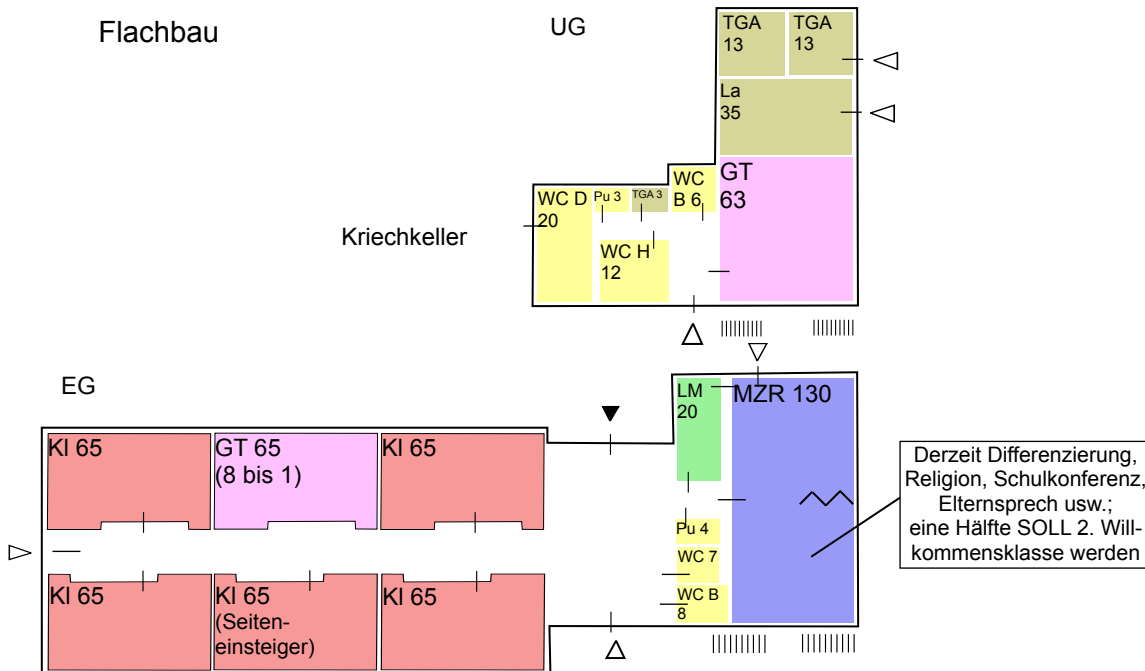 Flachbau
UG
TGA
13
TGA
13
La
35
GT
63
WC
B 6
WC D
20
Pu 3
TGA 3
WC H
12
Kriechkeller
EG
Kl 65
GT 65
(8 bis 1)
Kl 65
LM
20
MZR 130
Derzeit Differenzierung,
Religion, Schulkonferenz,
Elternsprech usw.;
eine Hälfte SOLL 2. Will-
kommensklasse werden
Pu 4
WC 7
WC B
8
Kl 65
Kl 65
(Seiten-
einsteiger)
Kl 65